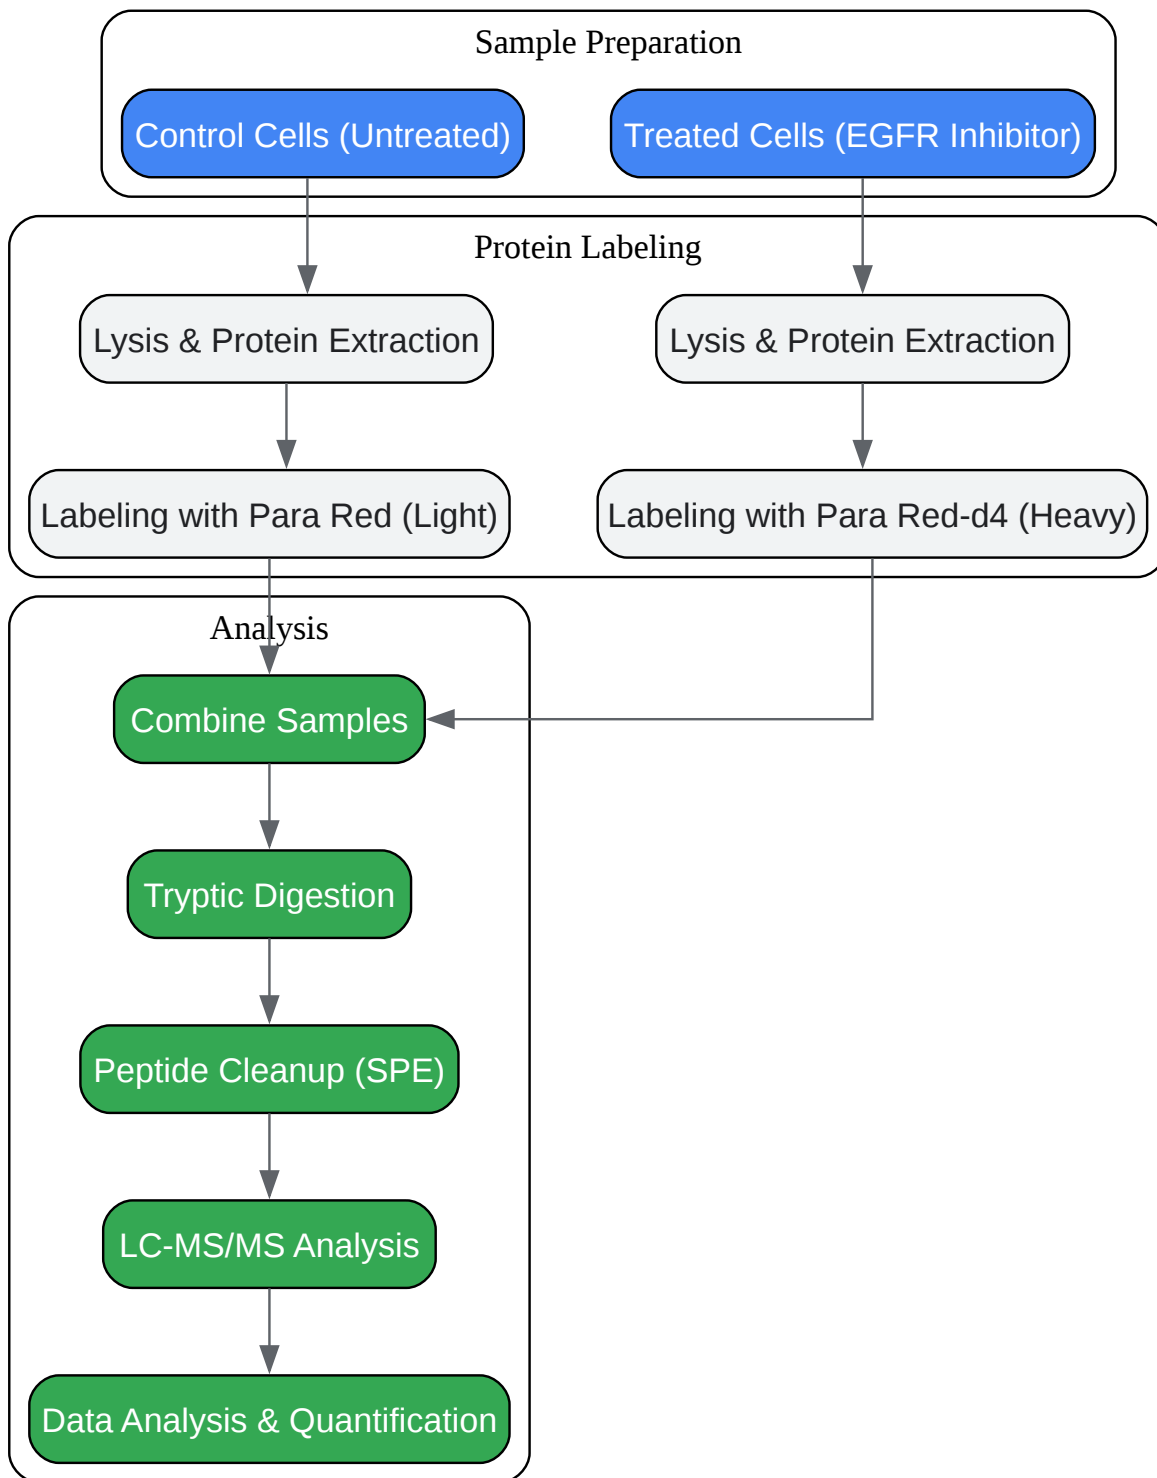 Sample Preparation
Control Cells (Untreated)
Treated Cells (EGFR Inhibitor)
Protein Labeling
Lysis & Protein Extraction
Lysis & Protein Extraction
Labeling with Para Red (Light)
Labeling with Para Red-d4 (Heavy)
Analysis
Combine Samples
Tryptic Digestion
Peptide Cleanup (SPE)
LC-MS/MS Analysis
Data Analysis & Quantification